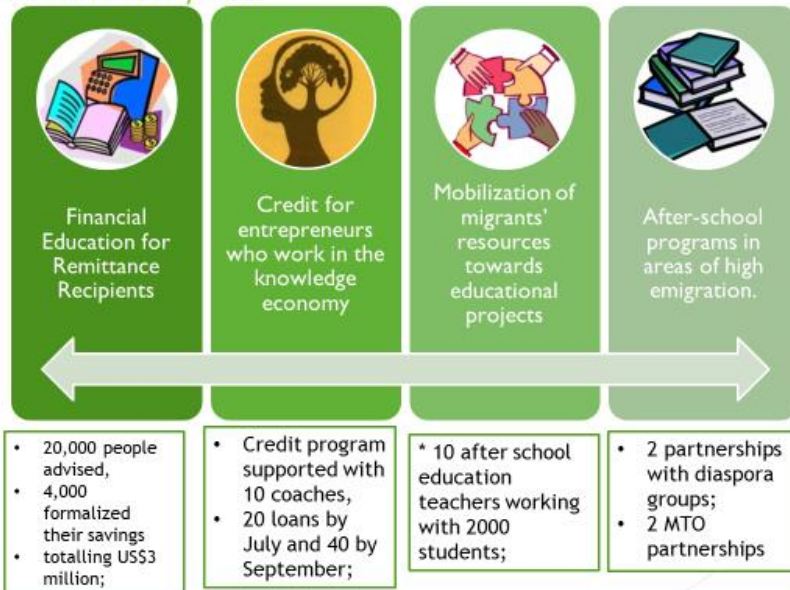 Financial
Education for
Remittance
Recipients
Credit for
entrepreneurs
who work in the
knowledge
economy
Mobilization of
migrants'
resources
towards
educational
projects
After-school
programs in
areas of high
emigration.
• 20,000 people
advised,
• 4,000
formalized
their savings
• totalling US$3
million;
• Credit program
supported with
10 coaches,
• 20 loans by
July and 40 by
September;
* 10 after school
education
teachers working
with 2000
students;
• 2 partnerships
with diaspora
groups;
• 2 MTO
partnerships